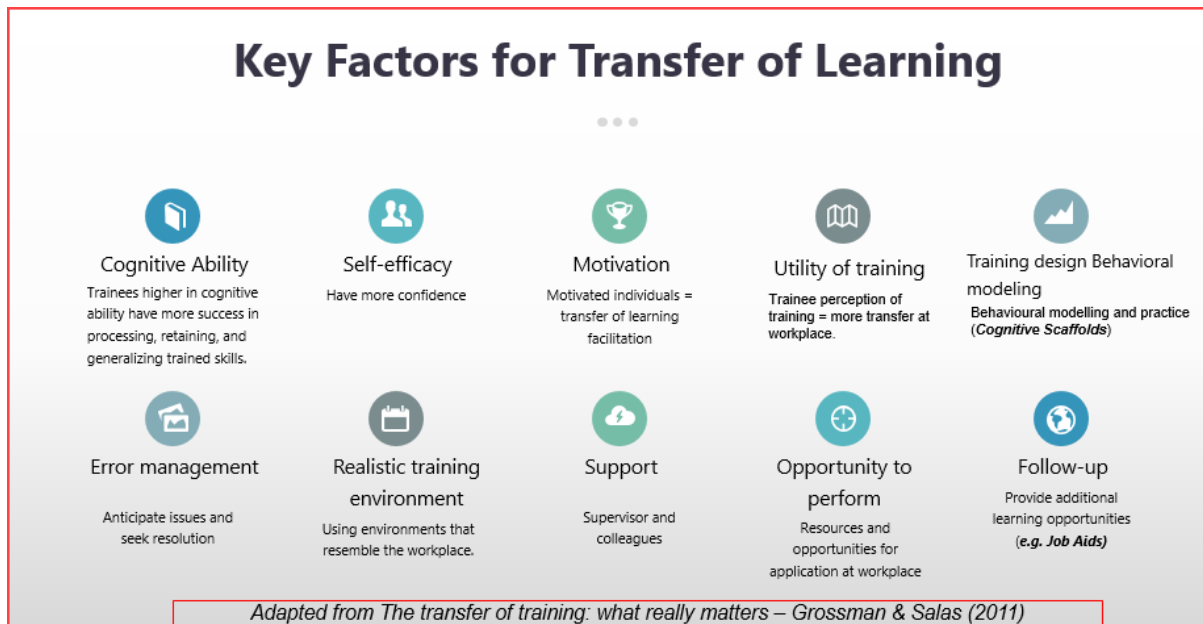 Key Factors for Transfer of Learning
Cognitive Ability
Trainees higher in cognitive
ability have more success in
processing, retaining, and
generalizing trained skills.
Self-efficacy
Have more confidence
Motivation
Motivated individuals =
transfer of learning
facilitation
Utility of training
Trainee perception of
training = more transfer at
workplace.
Training design Behavioral
modeling
Behavioural modelling and practice
(Cognitive Scaffolds)
Error management
Anticipate issues and
seek resolution
Realistic training
environment
Using environments that
resemble the workplace.
Support
Supervisor and
colleagues
Opportunity to
perform
Resources and
opportunities for
application at workplace
Follow-up
Provide additional
learning opportunities
(e.g. Job Aids)
Adapted from The transfer of training: what really matters – Grossman & Salas (2011)